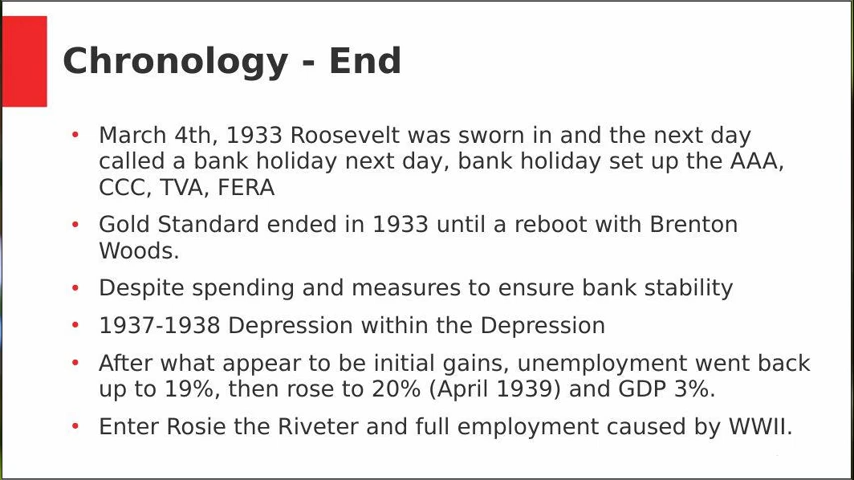 Chronology - End
• March 4th, 1933 Roosevelt was sworn in and the next day
called a bank holiday next day, bank holiday set up the AAA,
CCC, TVA, FERA
• Gold Standard ended in 1933 until a reboot with Brenton
Woods.
• Despite spending and measures to ensure bank stability
• 1937-1938 Depression within the Depression
• After what appear to be initial gains, unemployment went back
up to 19%, then rose to 20% (April 1939) and GDP 3%.
• Enter Rosie the Riveter and full employment caused by WWII.